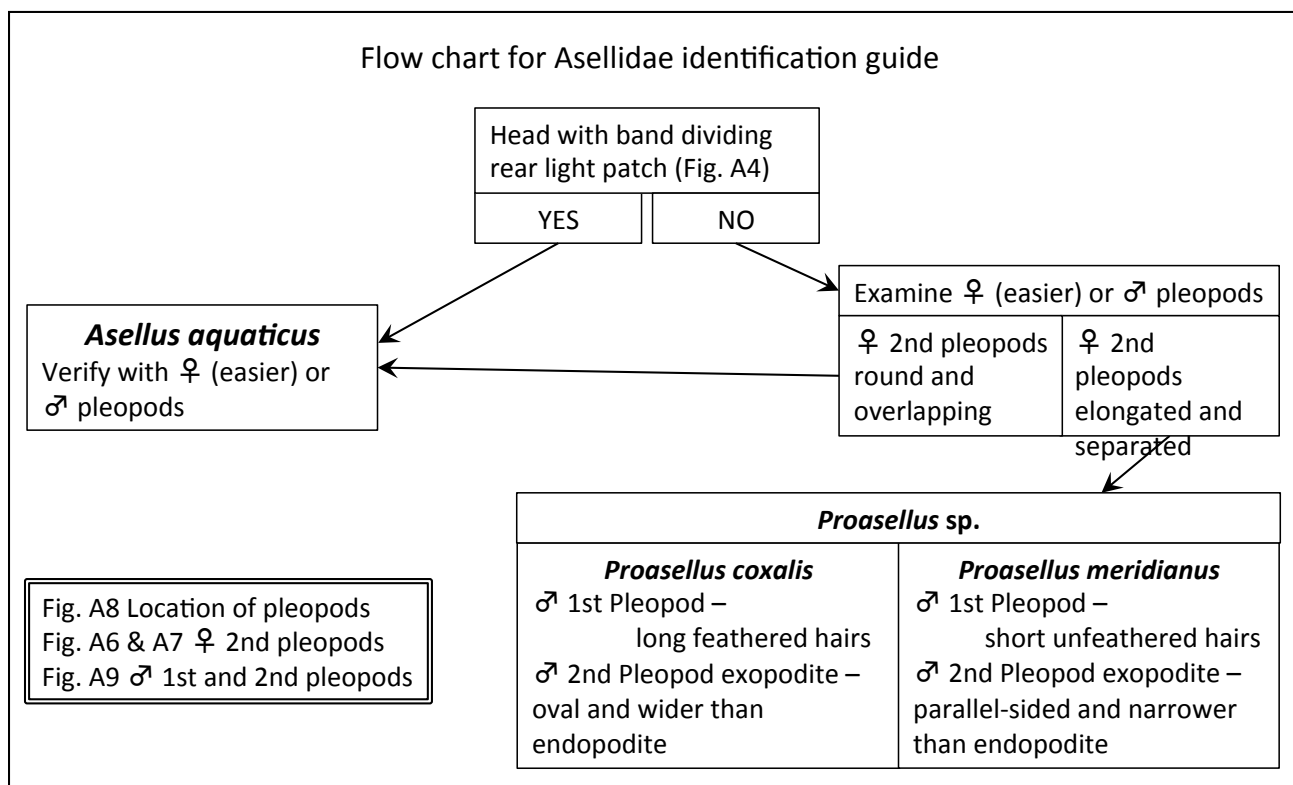 Flow chart for Asellidae identification guide
Head with band dividing
rear light patch (Fig. A4)
YES
NO
Examine ♀ (easier) or ♂ pleopods
♀ 2nd pleopods
round and
overlapping
♀ 2nd
pleopods
elongated and
separated
Asellus aquaticus
Verify with ♀ (easier) or
♂ pleopods
Proasellus sp.
Proasellus coxalis
♂ 1st Pleopod –
long feathered hairs
♂ 2nd Pleopod exopodite –
oval and wider than
endopodite
Proasellus meridianus
♂ 1st Pleopod –
short unfeathered hairs
♂ 2nd Pleopod exopodite –
parallel-sided and narrower
than endopodite
Fig. A8 Location of pleopods
Fig. A6 & A7 ♀ 2nd pleopods
Fig. A9 ♂ 1st and 2nd pleopods